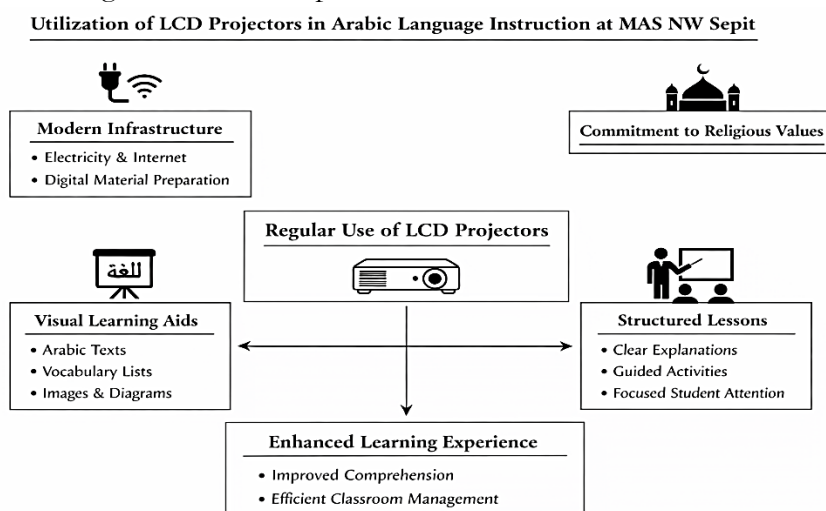 Utilization of LCD Projectors in Arabic Language Instruction at MAS NW Sepit
Modern Infrastructure
• Electricity & Internet
• Digital Material Preparation
Commitment to Religious Values
Regular Use of LCD Projectors
للغة
Visual Learning Aids
• Arabic Texts
• Vocabulary Lists
• Images & Diagrams
Structured Lessons
• Clear Explanations
• Guided Activities
• Focused Student Attention
Enhanced Learning Experience
• Improved Comprehension
• Efficient Classroom Management